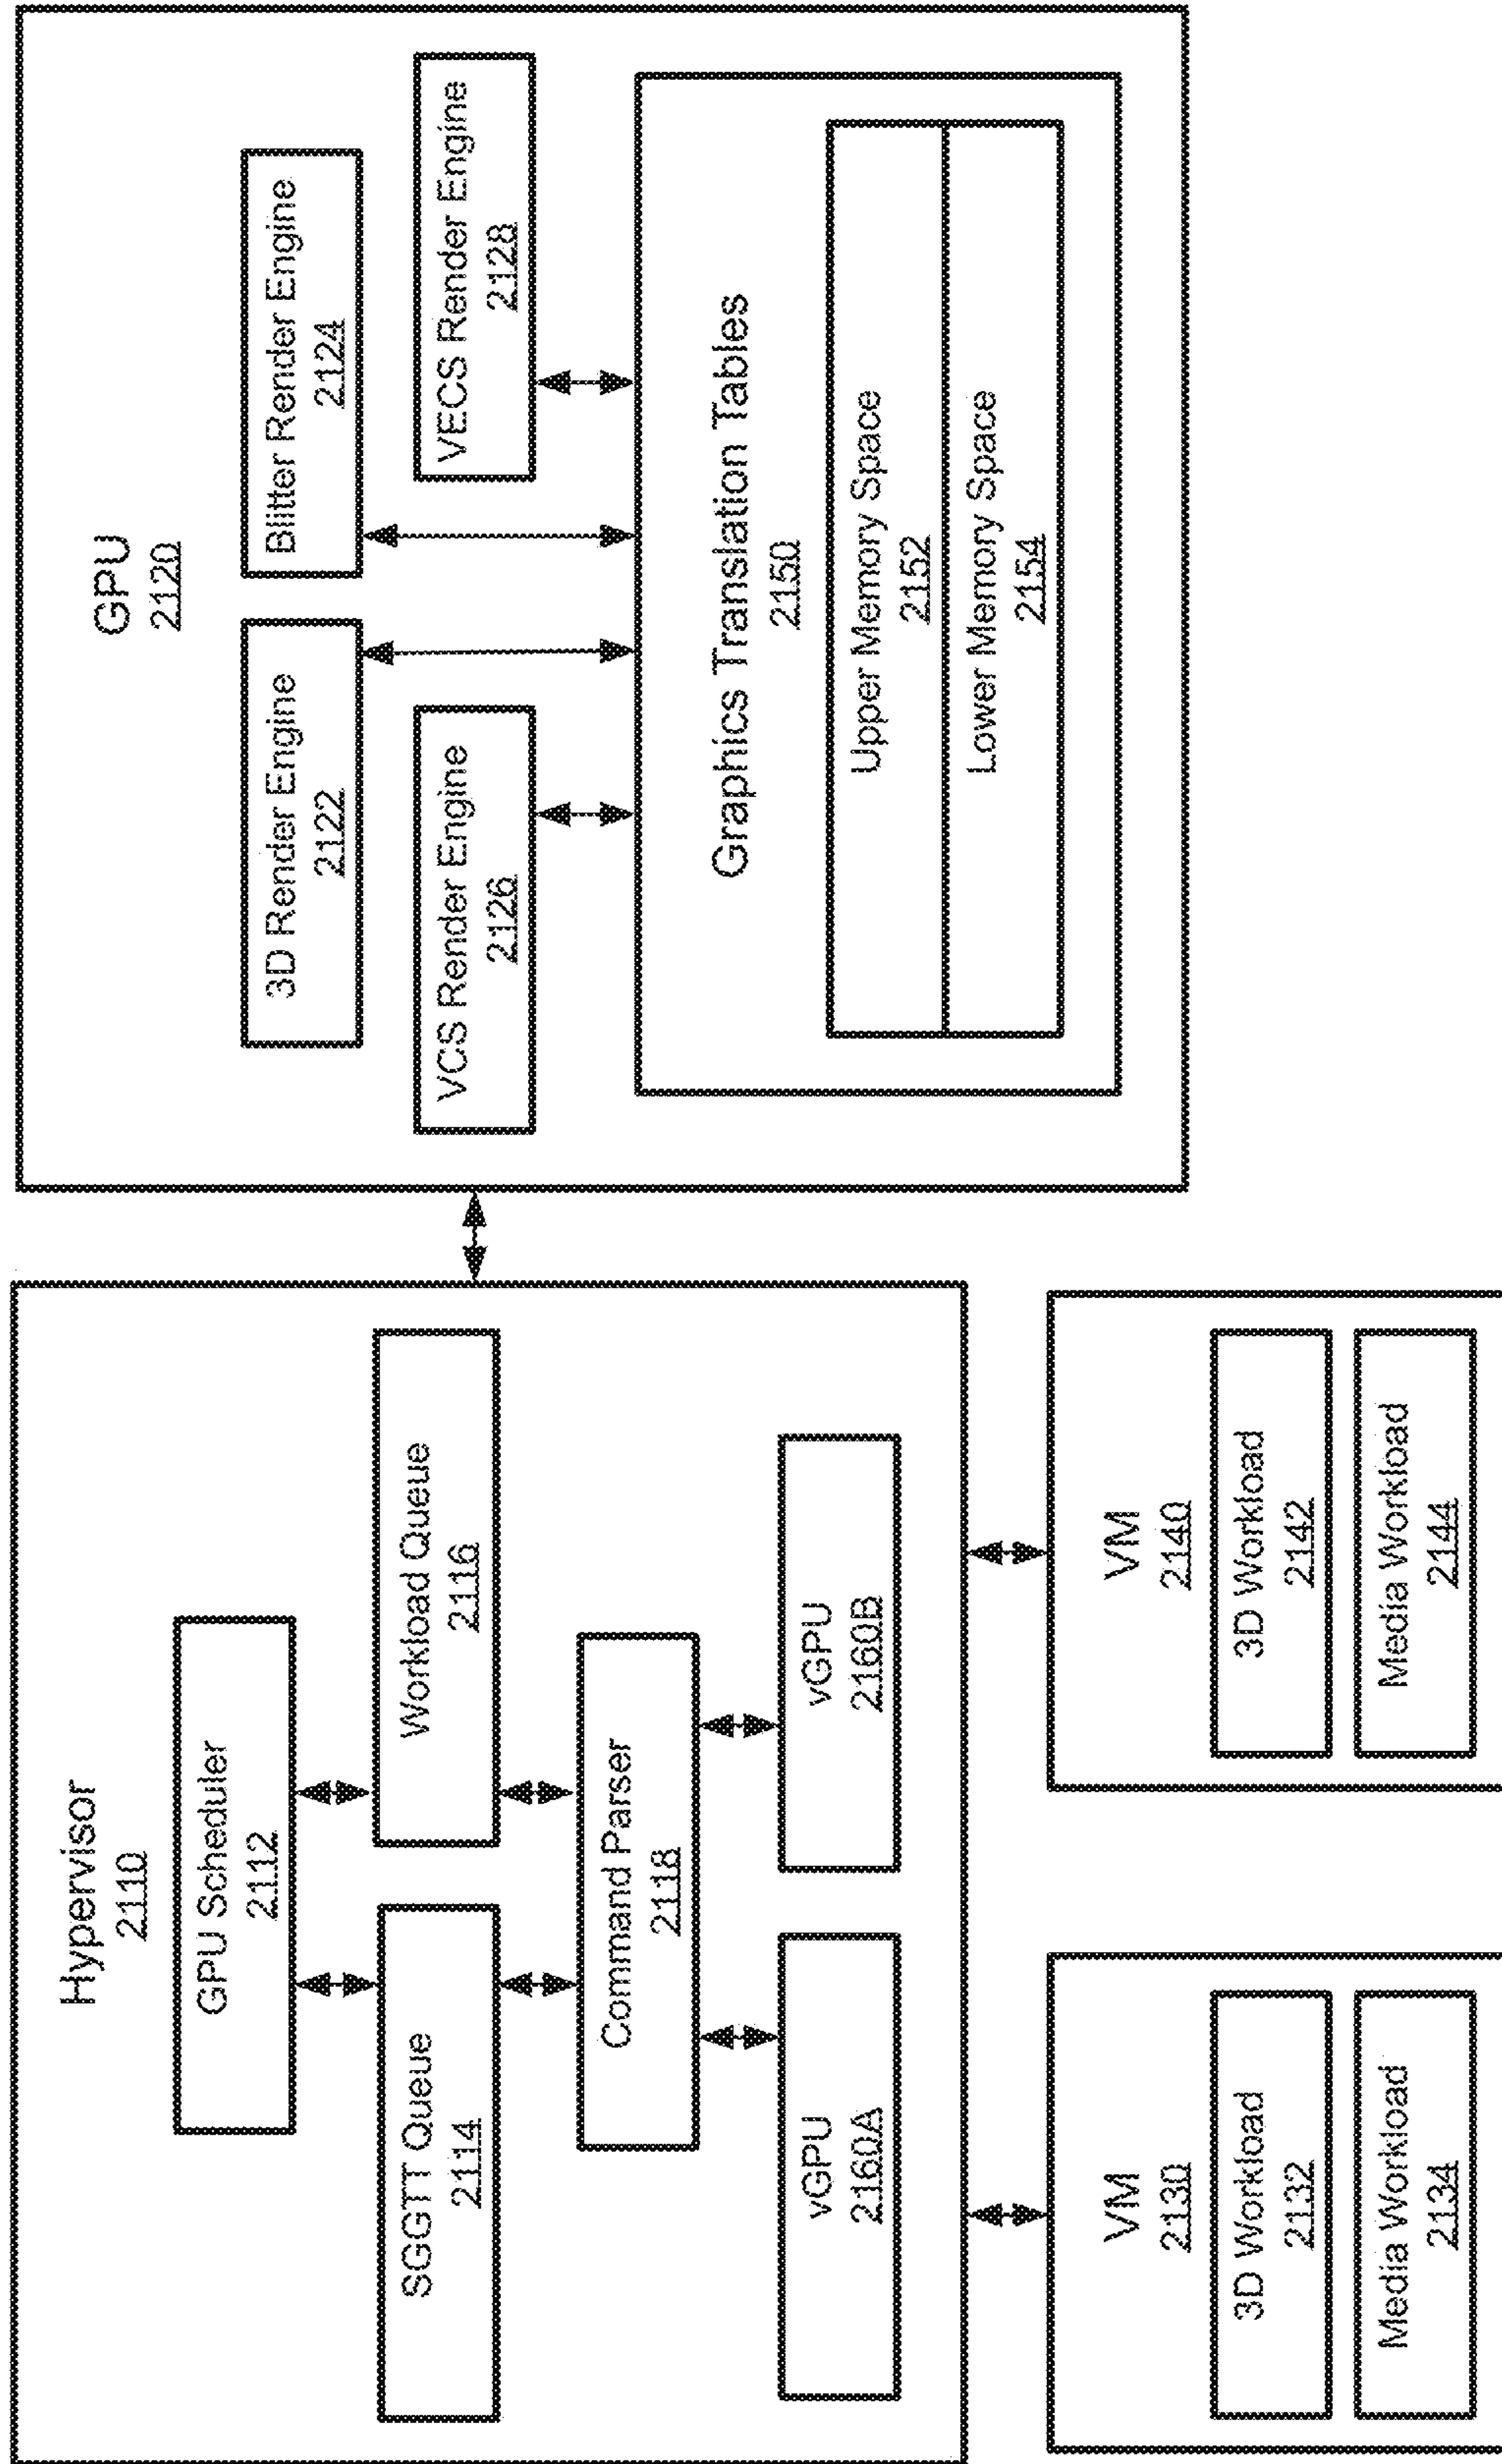 Hypervisor
2110
GPU Scheduler
2112
SGGTT Queue
2114
Workload Queue
2116
Command Parser
2118
vGPU
2160A
vGPU
2160B
VM
2130
3D Workload
2132
Media Workload
2134
VM
2140
3D Workload
2142
Media Workload
2144
GPU
2120
3D Render Engine
2122
Blitter Render Engine
2124
VCS Render Engine
2126
VECS Render Engine
2128
Graphics Translation Tables
2150
Upper Memory Space
2152
Lower Memory Space
2154